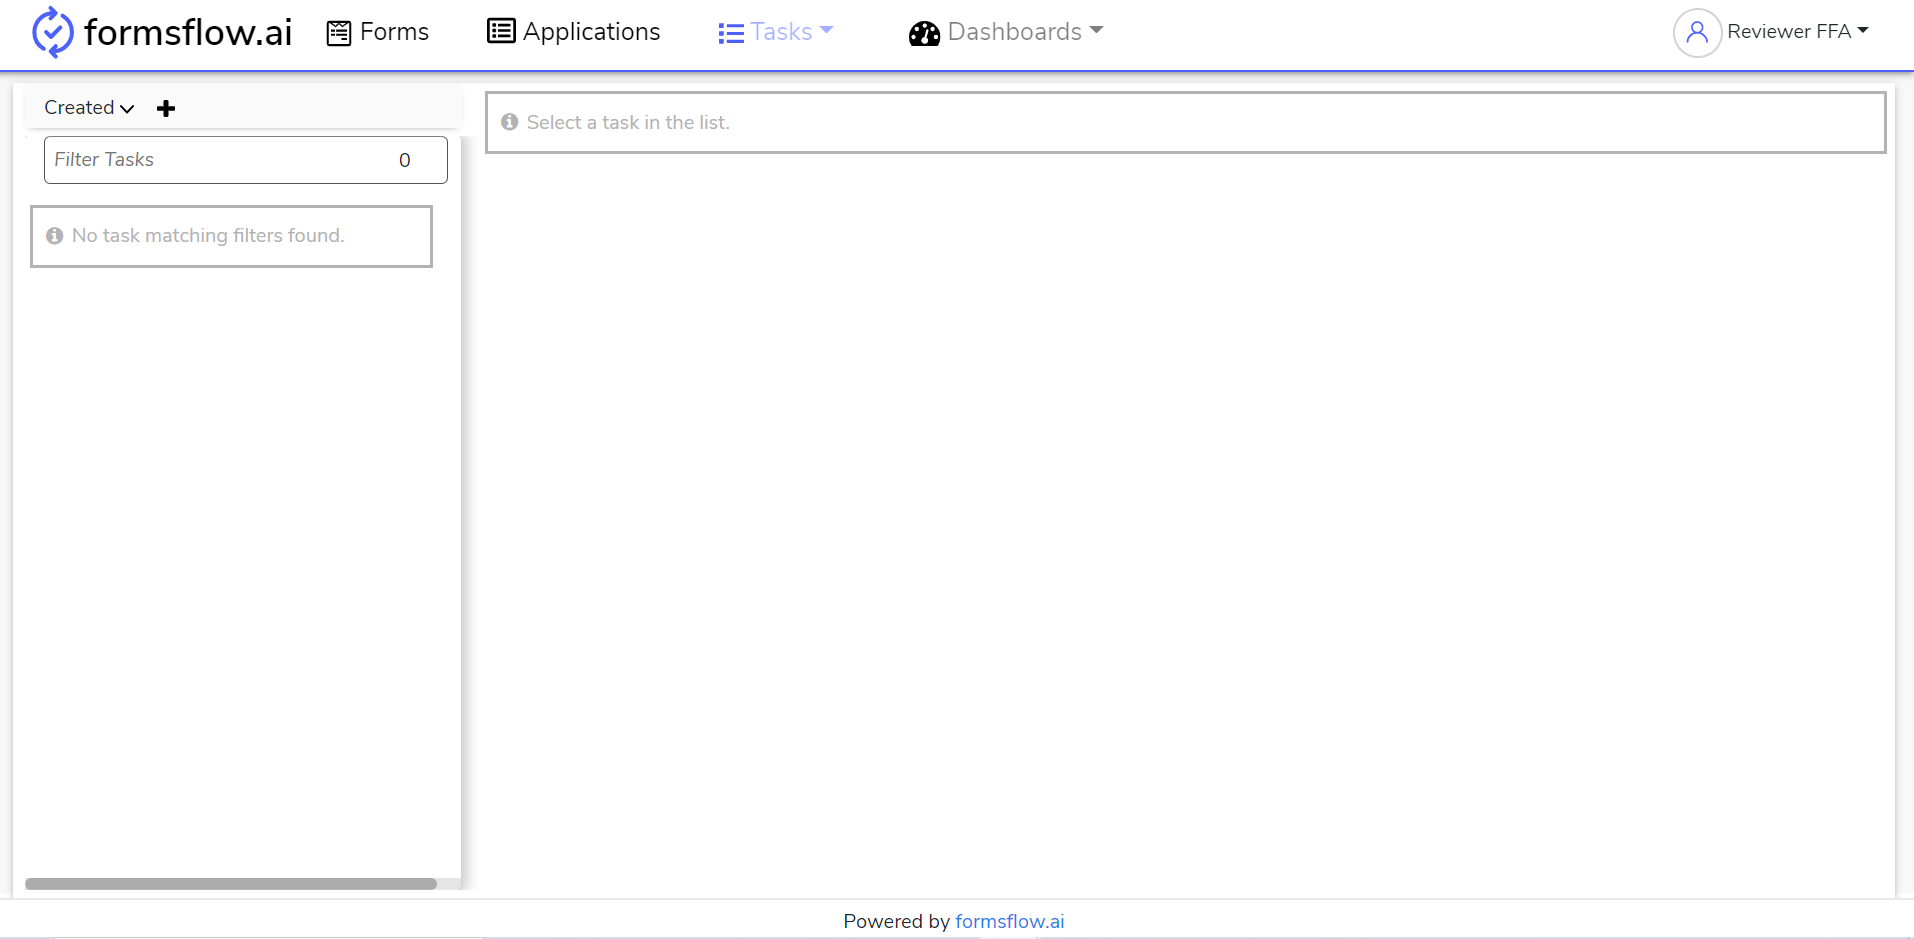 formsflow.ai Forms Applications Tasks Dashboards Reviewer FFA
Created
Filter Tasks 0
No task matching filters found.
Select a task in the list.
Powered by formsflow.ai